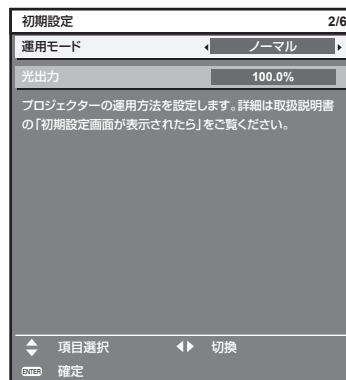 初期設定 2/6
運用モード ノーマル
光出力 100.0%
プロジェクターの運用方法を設定します。詳細は取扱説明書
の「初期設定画面が表示されたら」をご覧ください。
項目選択 切換
ENTER 確定